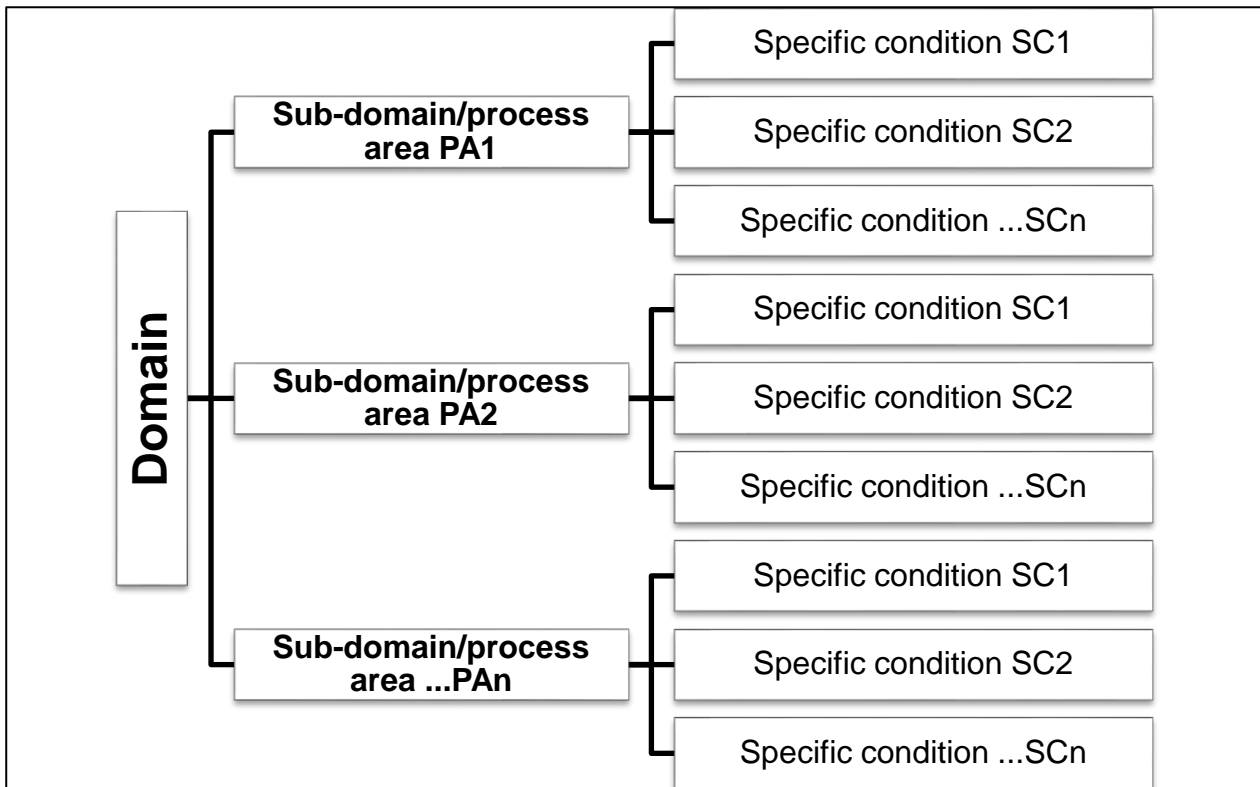 Domain
Sub-domain/process
area PA1
Specific condition SC1
Specific condition SC2
Specific condition ...SCn
Sub-domain/process
area PA2
Specific condition SC1
Specific condition SC2
Specific condition ...SCn
Sub-domain/process
area ...PAn
Specific condition SC1
Specific condition SC2
Specific condition ...SCn